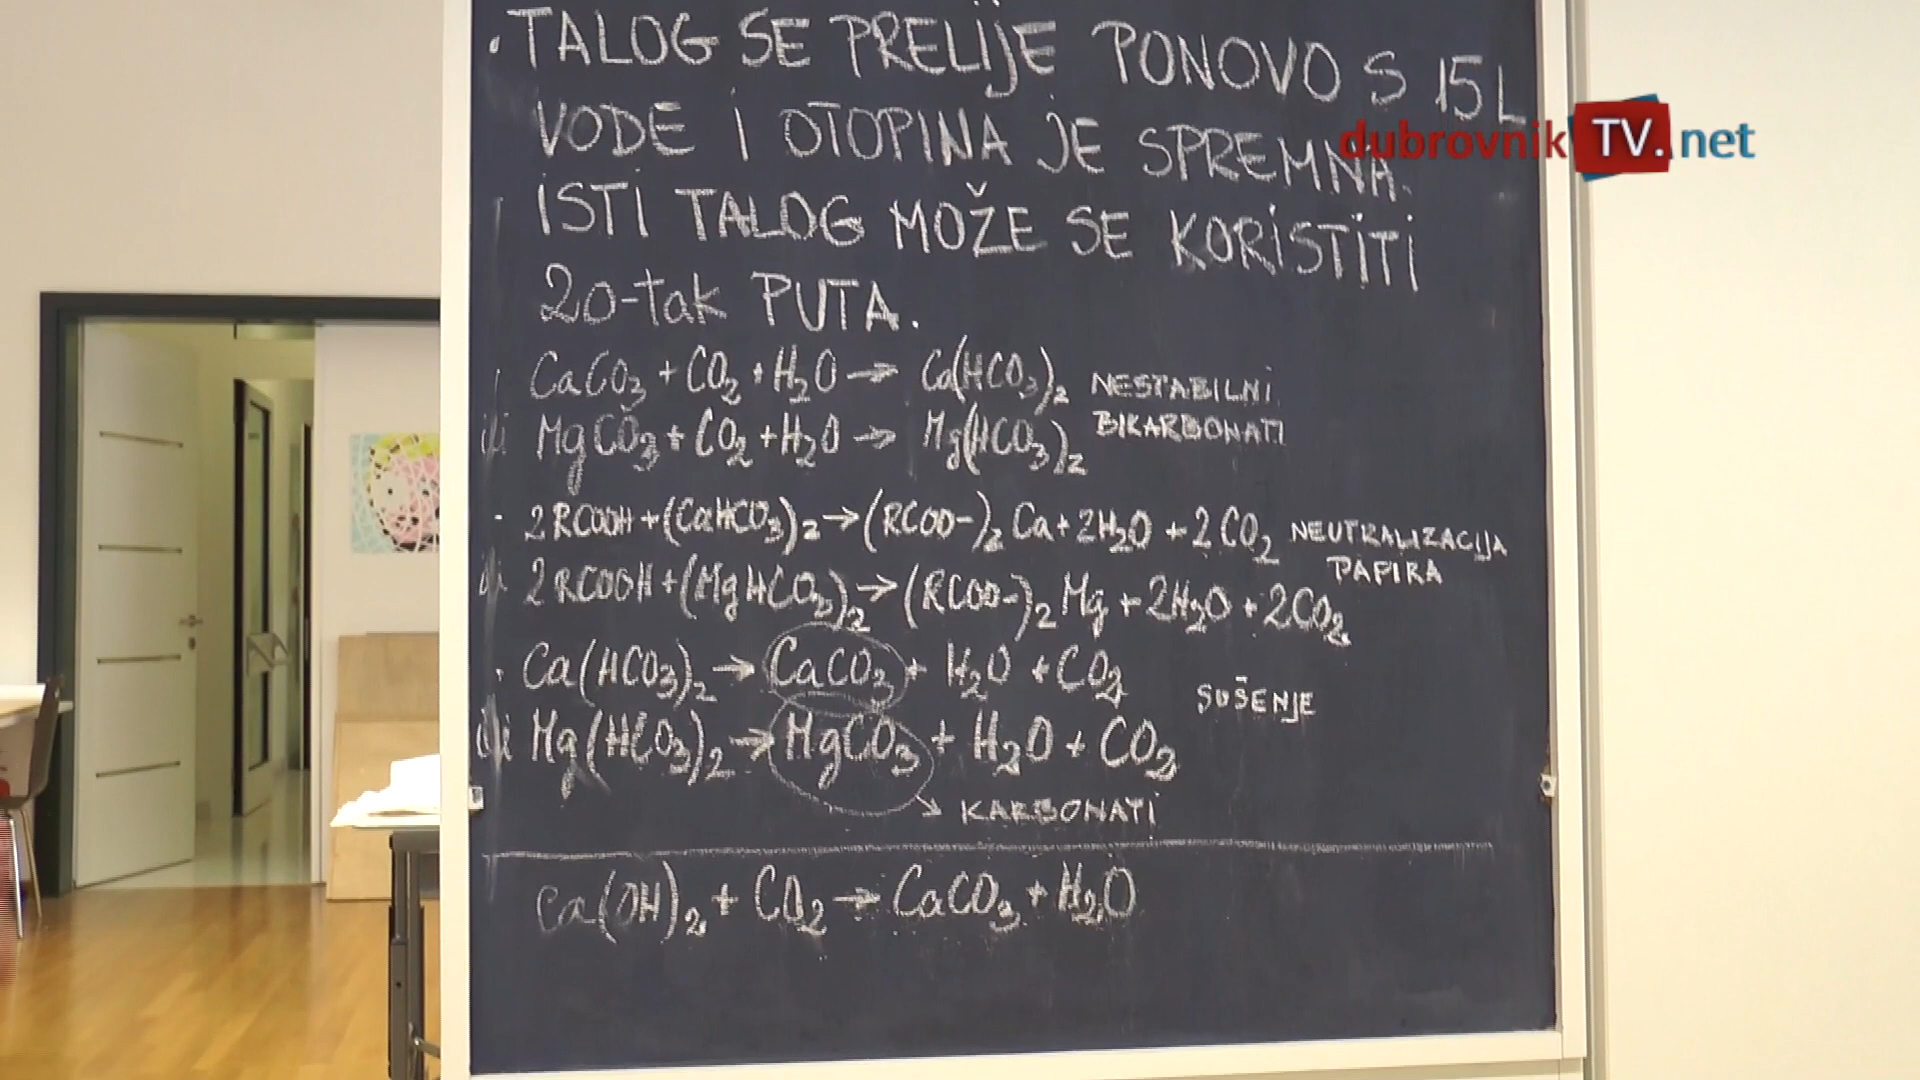 • TALOG SE PRELIJE PONOVO S 15 L
VODE I OTOPINA JE SPREMNA.
ISTI TALOG MOŽE SE KORISTITI
20-tak PUTA.
CaCO3 + CO2 + H2O → Ca(HCO3)2 NESTABILNI
ili MgCO3 + CO2 + H2O → Mg(HCO3)2 BIKARBONATI
- 2RCOOH + (CaHCO3)2 → (RCOO-)2 Ca + 2H2O + 2CO2 NEUTRALIZACIJA
PAPIRA
ili 2RCOOH + (MgHCO3)2 → (RCOO-)2 Mg + 2H2O + 2CO2
· Ca(HCO3)2 → CaCO3 + H2O + CO2
SUŠENJE
ili Mg(HCO3)2 → MgCO3 + H2O + CO2
→ KARBONATI
Ca(OH)2 + CO2 → CaCO3 + H2O
dubrovnik TV.net